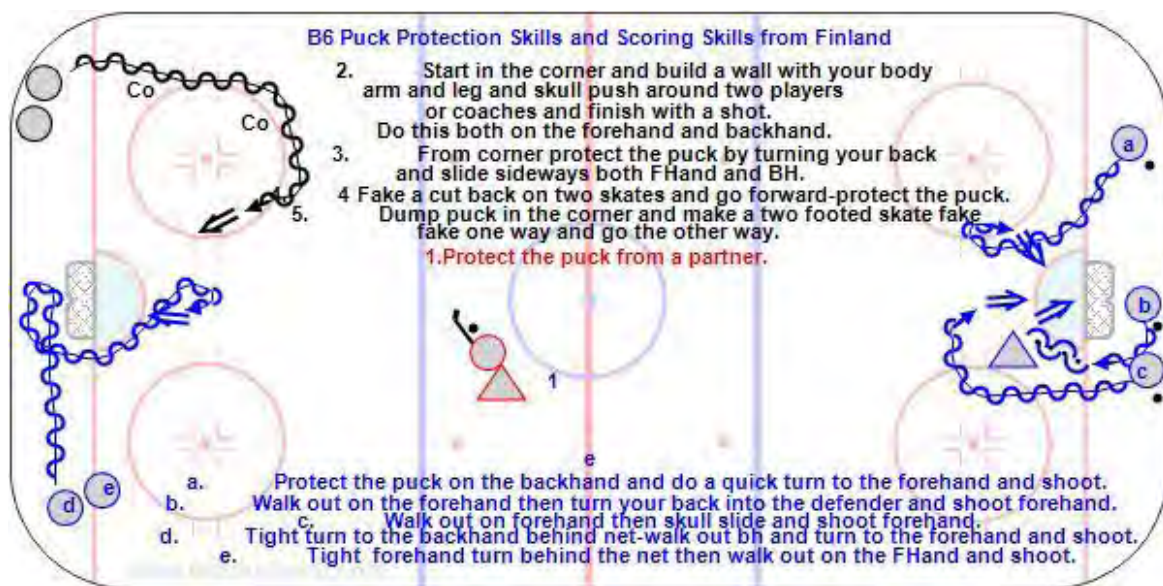 B6 Puck Protection Skills and Scoring Skills from Finland
2. Start in the corner and build a wall with your body
arm and leg and skull push around two players
or coaches and finish with a shot.
Do this both on the forehand and backhand.
3. From corner protect the puck by turning your back
and slide sideways both FHand and BH.
4 Fake a cut back on two skates and go forward-protect the puck.
5. Dump puck in the corner and make a two footed skate fake
fake one way and go the other way.
1.Protect the puck from a partner.
Co
Co
a
b
c
1
d
e
e
a. Protect the puck on the backhand and do a quick turn to the forehand and shoot.
b. Walk out on the forehand then turn your back into the defender and shoot forehand.
c. Walk out on forehand then skull slide and shoot forehand.
d. Tight turn to the backhand behind net-walk out bh and turn to the forehand and shoot.
e. Tight forehand turn behind the net then walk out on the FHand and shoot.